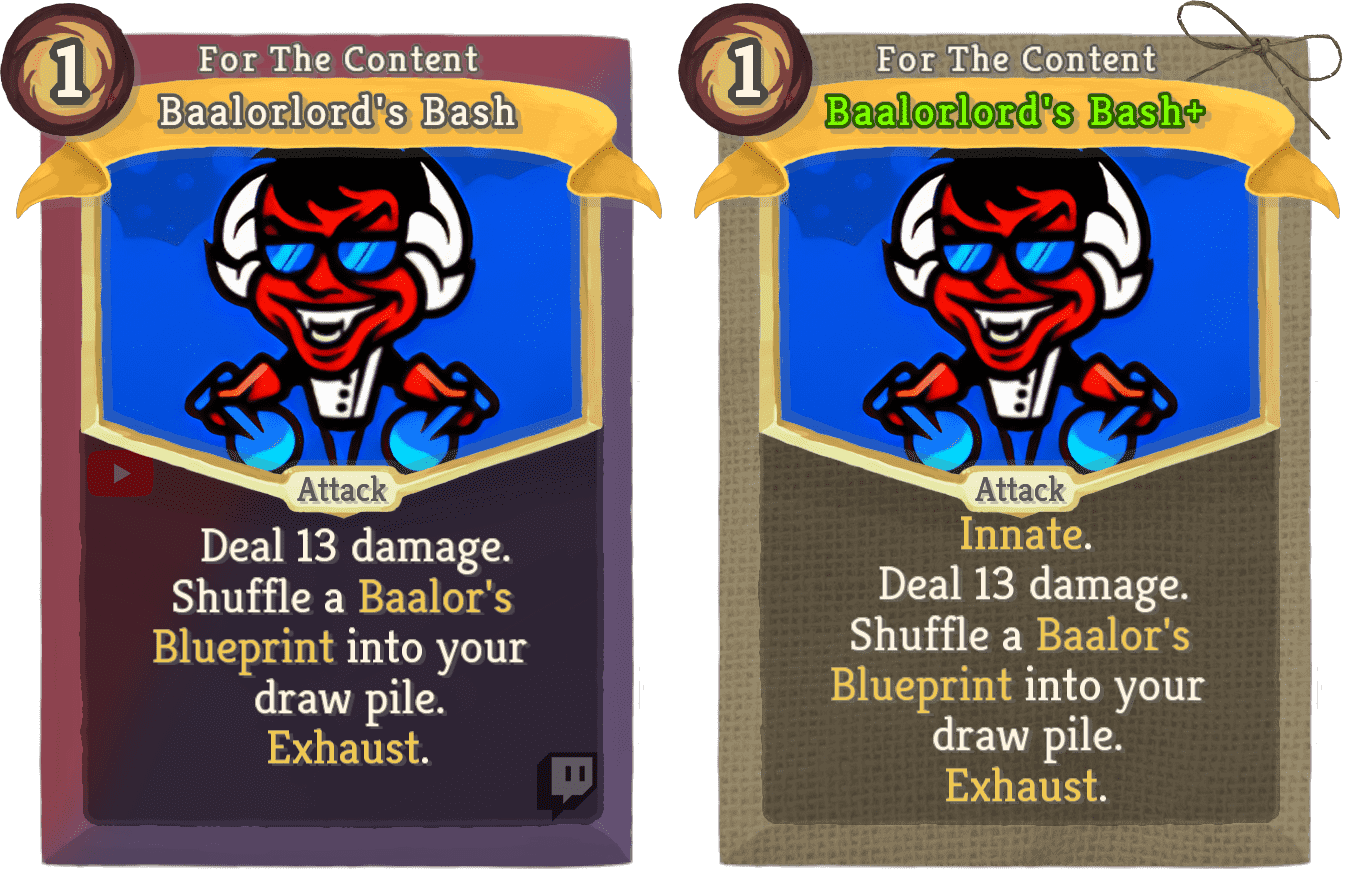 1
For The Content
Baalorlord's Bash
Attack
Deal 13 damage.
Shuffle a Baalor's
Blueprint into your
draw pile.
Exhaust.
1
For The Content
Baalorlord's Bash+
Attack
Innate.
Deal 13 damage.
Shuffle a Baalor's
Blueprint into your
draw pile.
Exhaust.